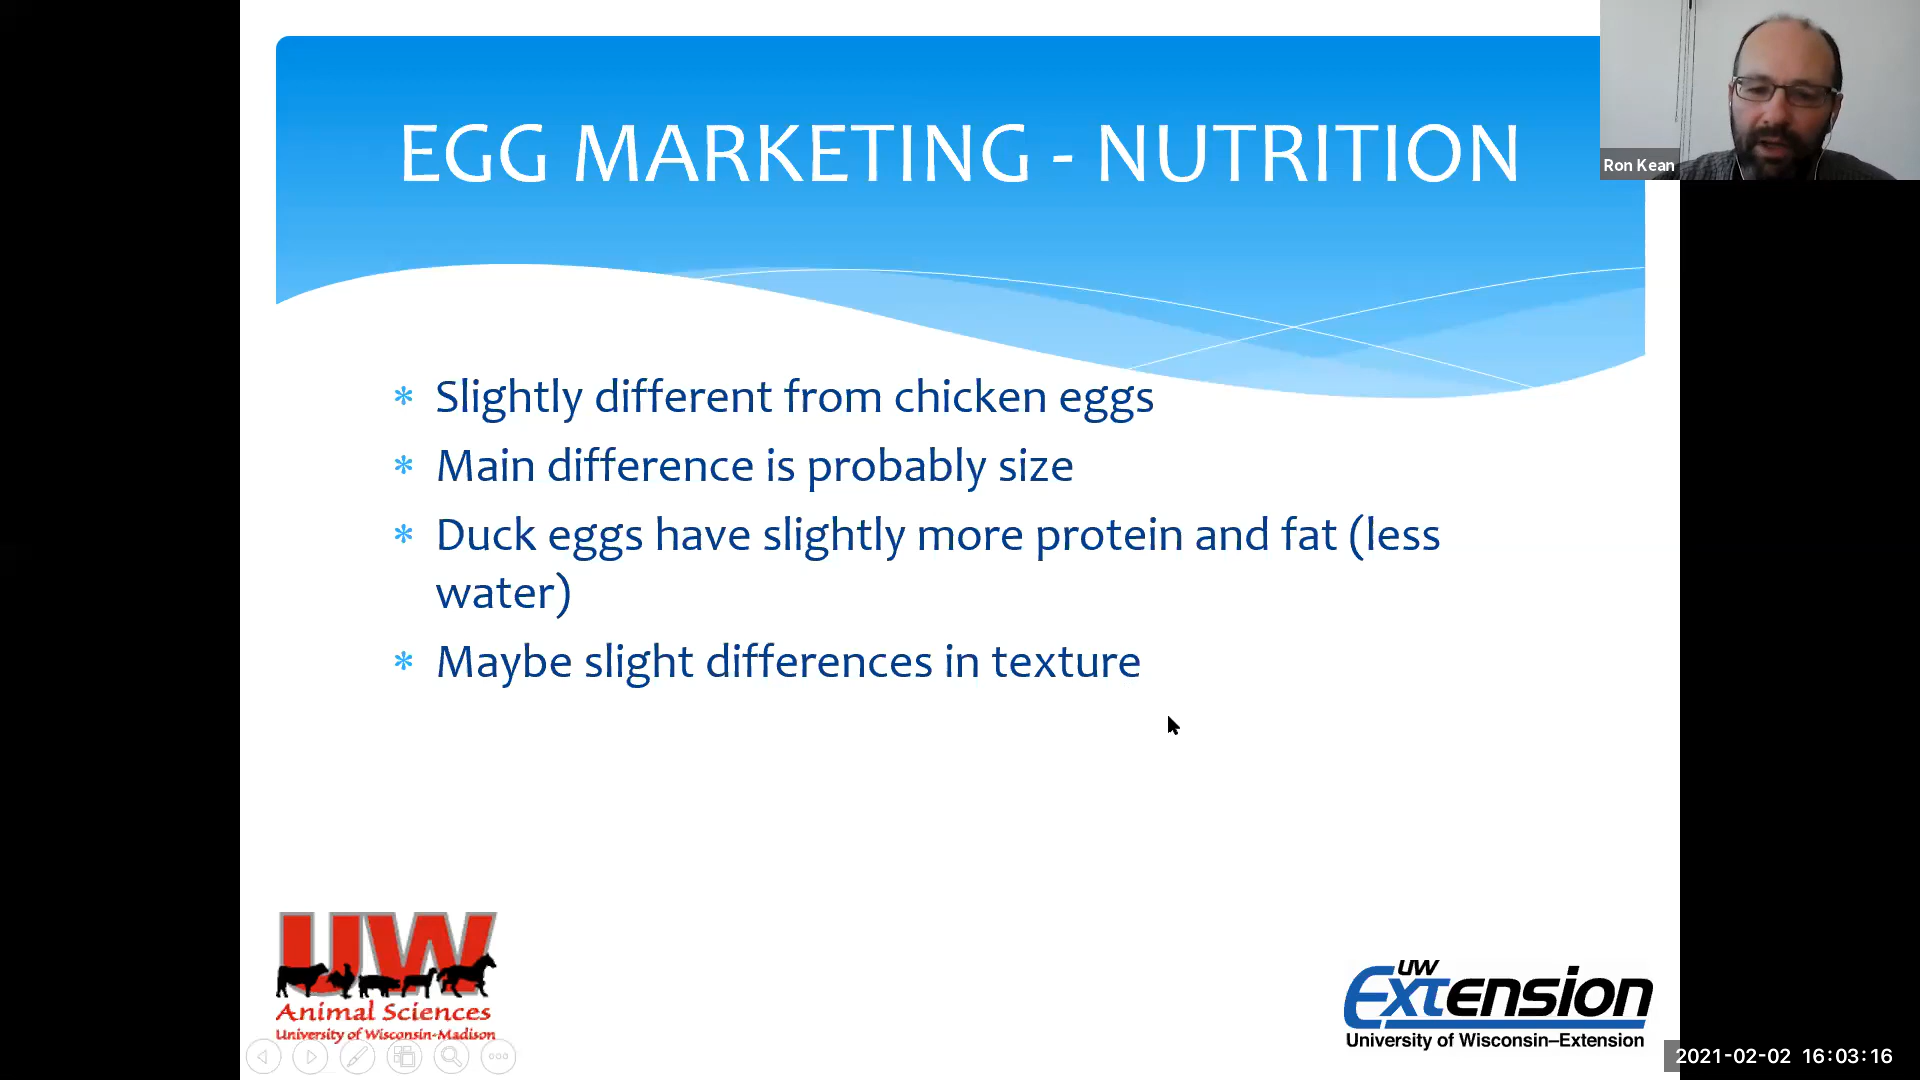 EGG MARKETING - NUTRITION
Ron Kean
* Slightly different from chicken eggs
* Main difference is probably size
* Duck eggs have slightly more protein and fat (less
water)
* Maybe slight differences in texture
UW
Animal Sciences
University of Wisconsin-Madison
UW
Extension
University of Wisconsin–Extension
2021-02-02 16:03:16